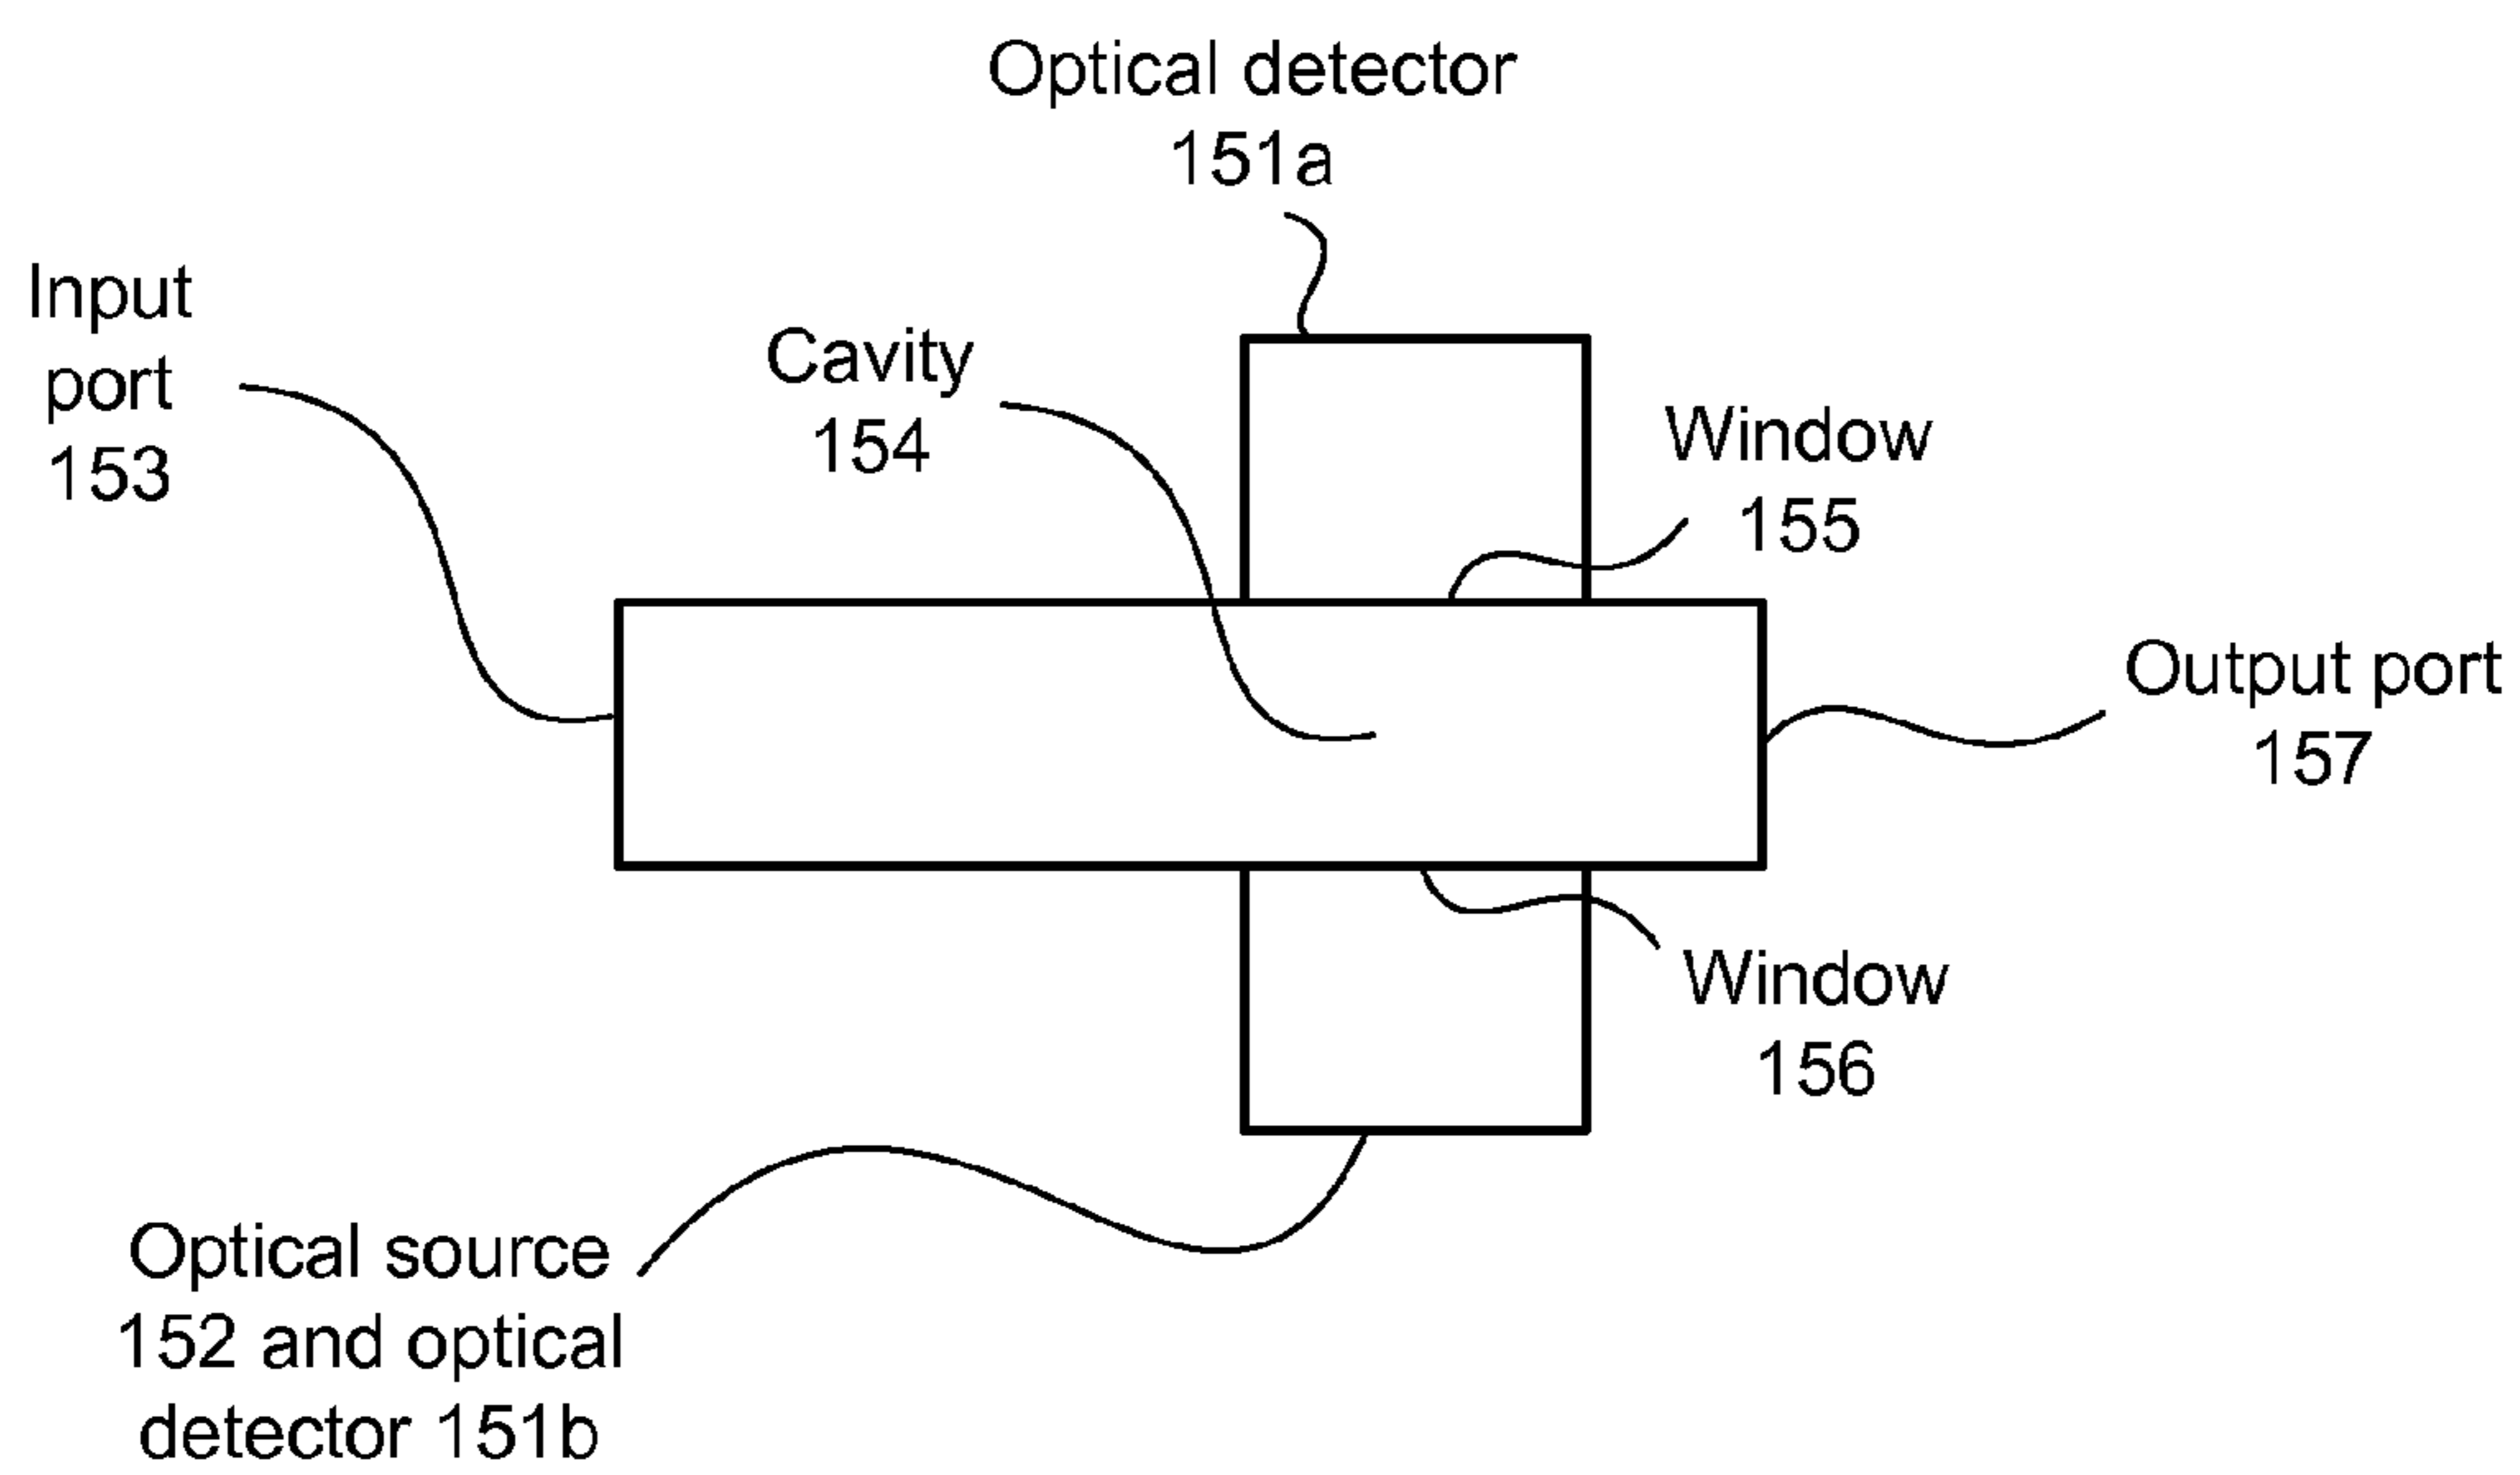 Optical detector
151a
Input
port
153
Cavity
154
Window
155
Output port
157
Window
156
Optical source
152 and optical
detector 151b